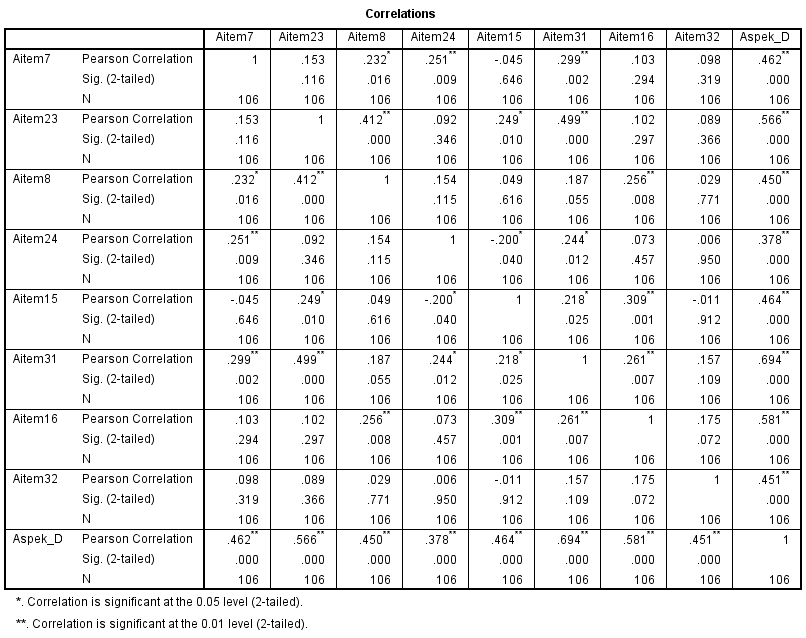 Correlations
Aitem7 Aitem23 Aitem8 Aitem24 Aitem15 Aitem31 Aitem16 Aitem32 Aspek_D
Aitem7 Pearson Correlation 1 .153 .232* .251** -.045 .299** .103 .098 .462**
Sig. (2-tailed) .116 .016 .009 .646 .002 .294 .319 .000
N 106 106 106 106 106 106 106 106 106
Aitem23 Pearson Correlation .153 1 .412** .092 .249* .499** .102 .089 .566**
Sig. (2-tailed) .116 .000 .346 .010 .000 .297 .366 .000
N 106 106 106 106 106 106 106 106 106
Aitem8 Pearson Correlation .232* .412** 1 .154 .049 .187 .256** .029 .450**
Sig. (2-tailed) .016 .000 .115 .616 .055 .008 .771 .000
N 106 106 106 106 106 106 106 106 106
Aitem24 Pearson Correlation .251** .092 .154 1 -.200* .244* .073 .006 .378**
Sig. (2-tailed) .009 .346 .115 .040 .012 .457 .950 .000
N 106 106 106 106 106 106 106 106 106
Aitem15 Pearson Correlation -.045 .249* .049 -.200* 1 .218* .309** -.011 .464**
Sig. (2-tailed) .646 .010 .616 .040 .025 .001 .912 .000
N 106 106 106 106 106 106 106 106 106
Aitem31 Pearson Correlation .299** .499** .187 .244* .218* 1 .261** .157 .694**
Sig. (2-tailed) .002 .000 .055 .012 .025 .007 .109 .000
N 106 106 106 106 106 106 106 106 106
Aitem16 Pearson Correlation .103 .102 .256** .073 .309** .261** 1 .175 .581**
Sig. (2-tailed) .294 .297 .008 .457 .001 .007 .072 .000
N 106 106 106 106 106 106 106 106 106
Aitem32 Pearson Correlation .098 .089 .029 .006 -.011 .157 .175 1 .451**
Sig. (2-tailed) .319 .366 .771 .950 .912 .109 .072 .000
N 106 106 106 106 106 106 106 106 106
Aspek_D Pearson Correlation .462** .566** .450** .378** .464** .694** .581** .451** 1
Sig. (2-tailed) .000 .000 .000 .000 .000 .000 .000 .000
N 106 106 106 106 106 106 106 106 106
*. Correlation is significant at the 0.05 level (2-tailed).
**. Correlation is significant at the 0.01 level (2-tailed).